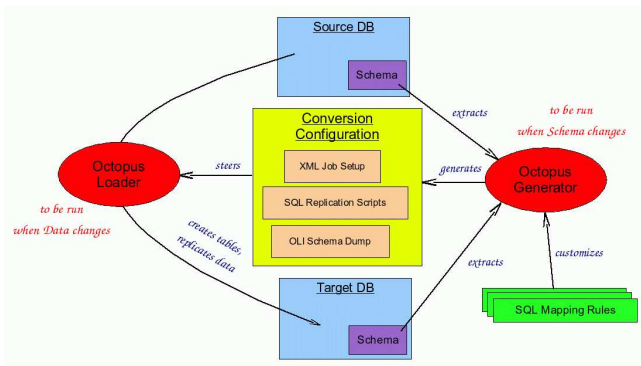 Source DB
Schema
extracts
to be run
when Schema changes
Conversion
Configuration
XML Job Setup
SQL Replication Scripts
OLI Schema Dump
steers
generates
Octopus
Loader
Octopus
Generator
to be run
when Data changes
creates tables,
replicates data
extracts
customizes
Target DB
Schema
SQL Mapping Rules